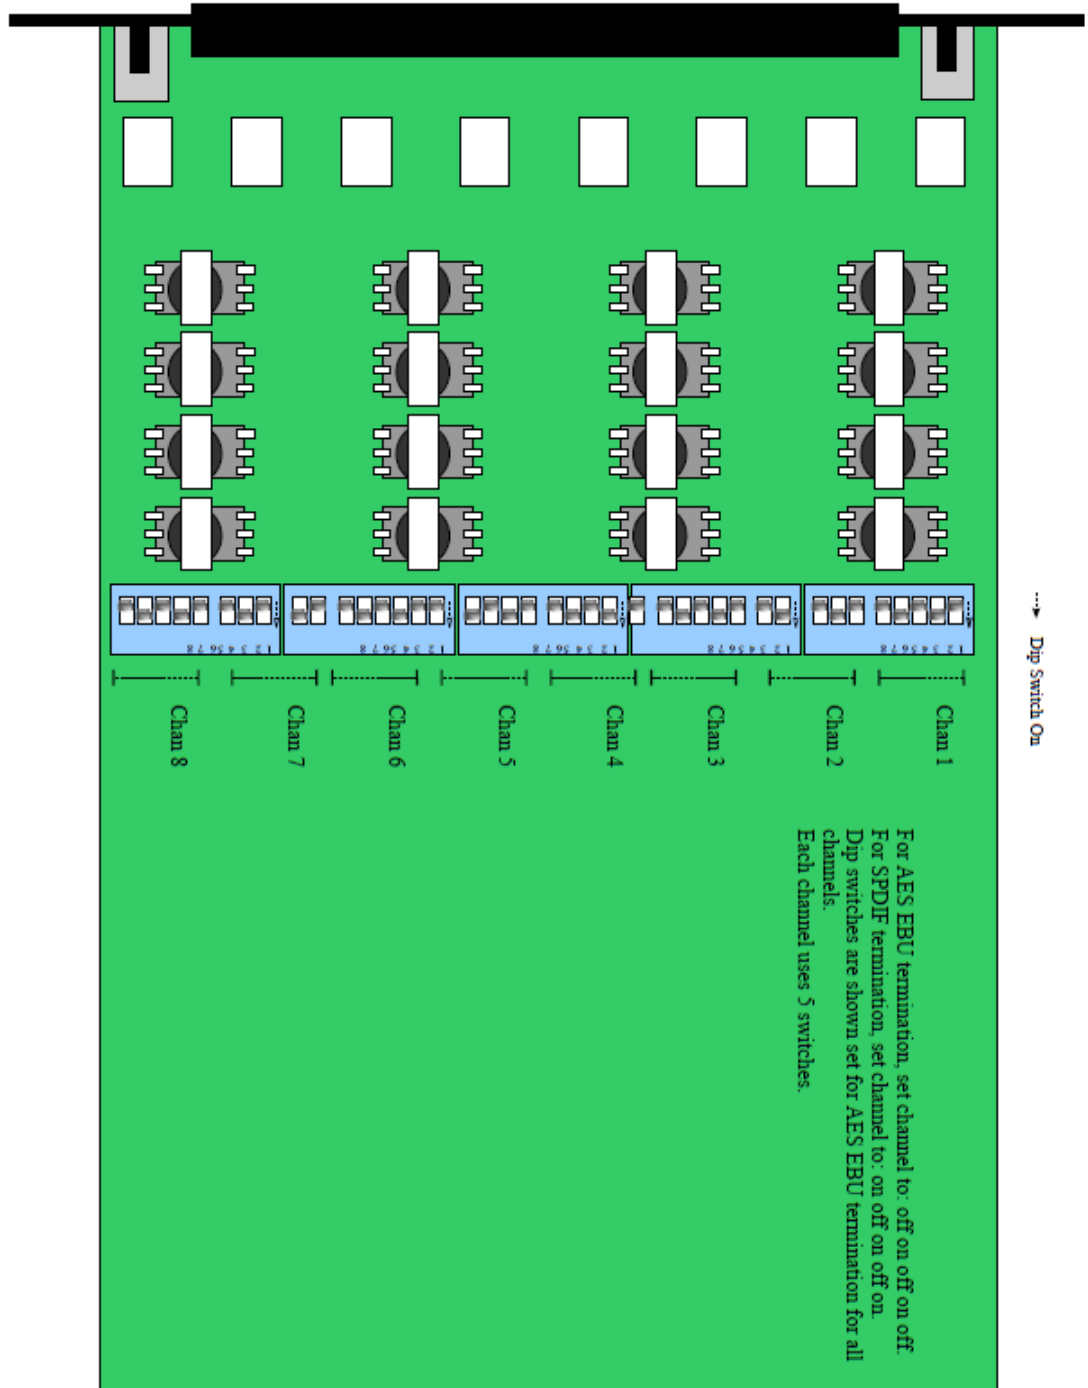 Dip Switch On
Chan 1
Chan 2
Chan 3
Chan 4
Chan 5
Chan 6
Chan 7
Chan 8
For AES EBU termination, set channel to: off on off on off.
For SPDIF termination, set channel to: on off on off on.
Dip switches are shown set for AES EBU termination for all
channels.
Each channel uses 5 switches.